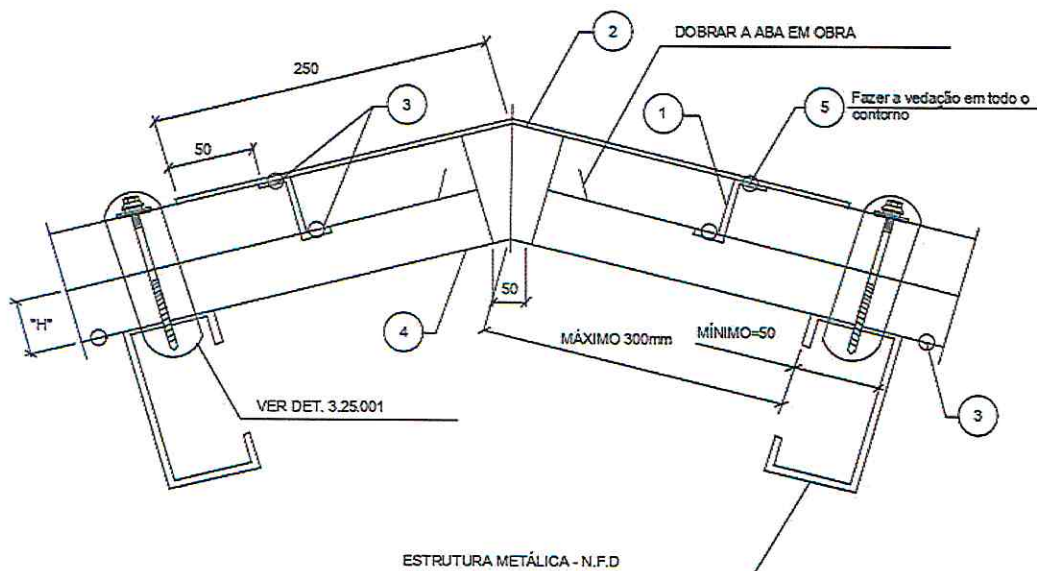 2
DOBRAR A ABA EM OBRA
250
3
1
5
Fazer a vedação em todo o
contorno
50
"H"
50
4
MÁXIMO 300mm
MÍNIMO=50
VER DET. 3.25.001
3
ESTRUTURA METÁLICA - N.F.D